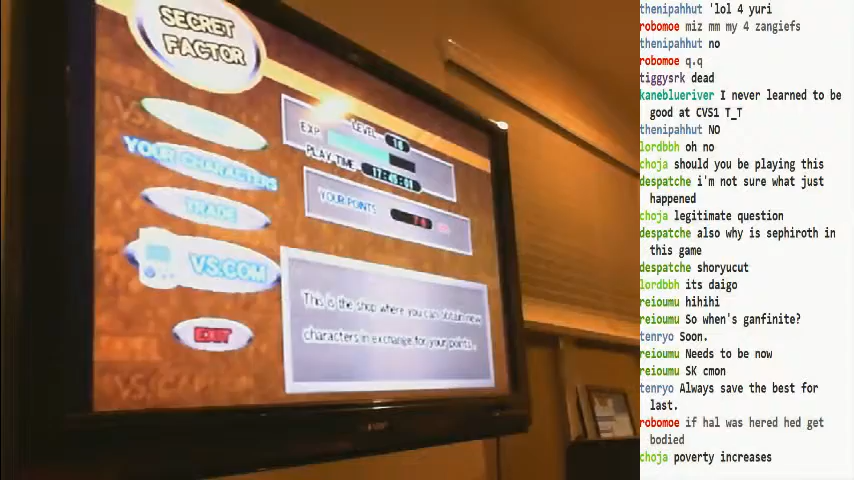 SECRET
FACTOR
LEVEL
EXP
PLAY TIME
17:45:01
YOUR CHARACTERS
YOUR POINTS
TRADE
VS.COM
This is the shop where you can obtain new
characters in exchange for your points.
EXIT
thenipahhut 'lol 4 yuri
robomoe miz mm my 4 zangiefs
thenipahhut no
robomoe q.q
tiggysrk dead
kaneblueriver I never learned to be
good at CVS1 T_T
thenipahhut NO
lordbbh oh no
choja should you be playing this
despatche i'm not sure what just
happened
choja legitimate question
despatche also why is sephiroth in
this game
despatche shoryucut
lordbbh its daigo
reioumu hihihi
reioumu So when's ganfinite?
tenryo Soon.
reioumu Needs to be now
reioumu SK cmon
tenryo Always save the best for
last.
robomoe if hal was hered hed get
bodied
choja poverty increases